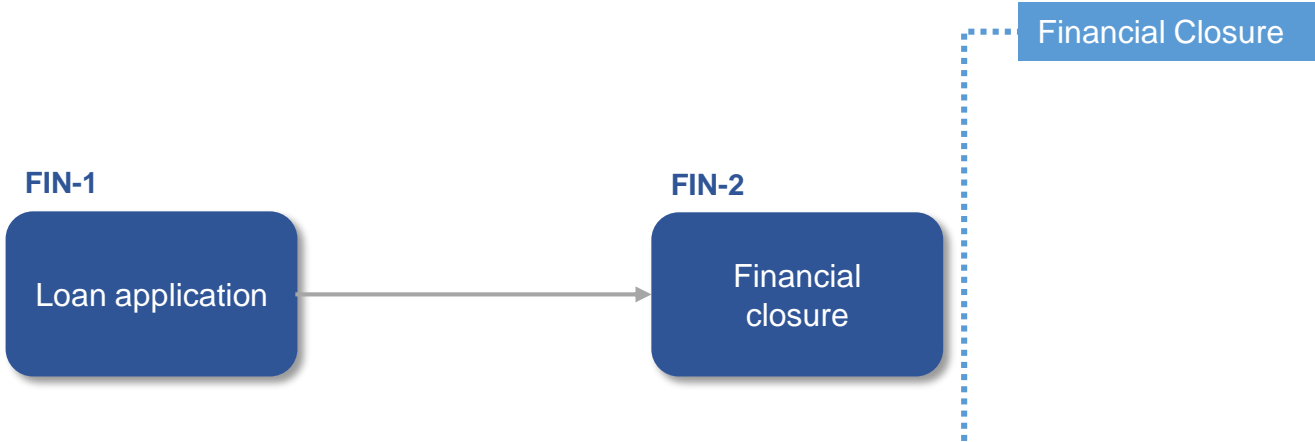 Financial Closure
FIN-1
FIN-2
Loan application
Financial
closure